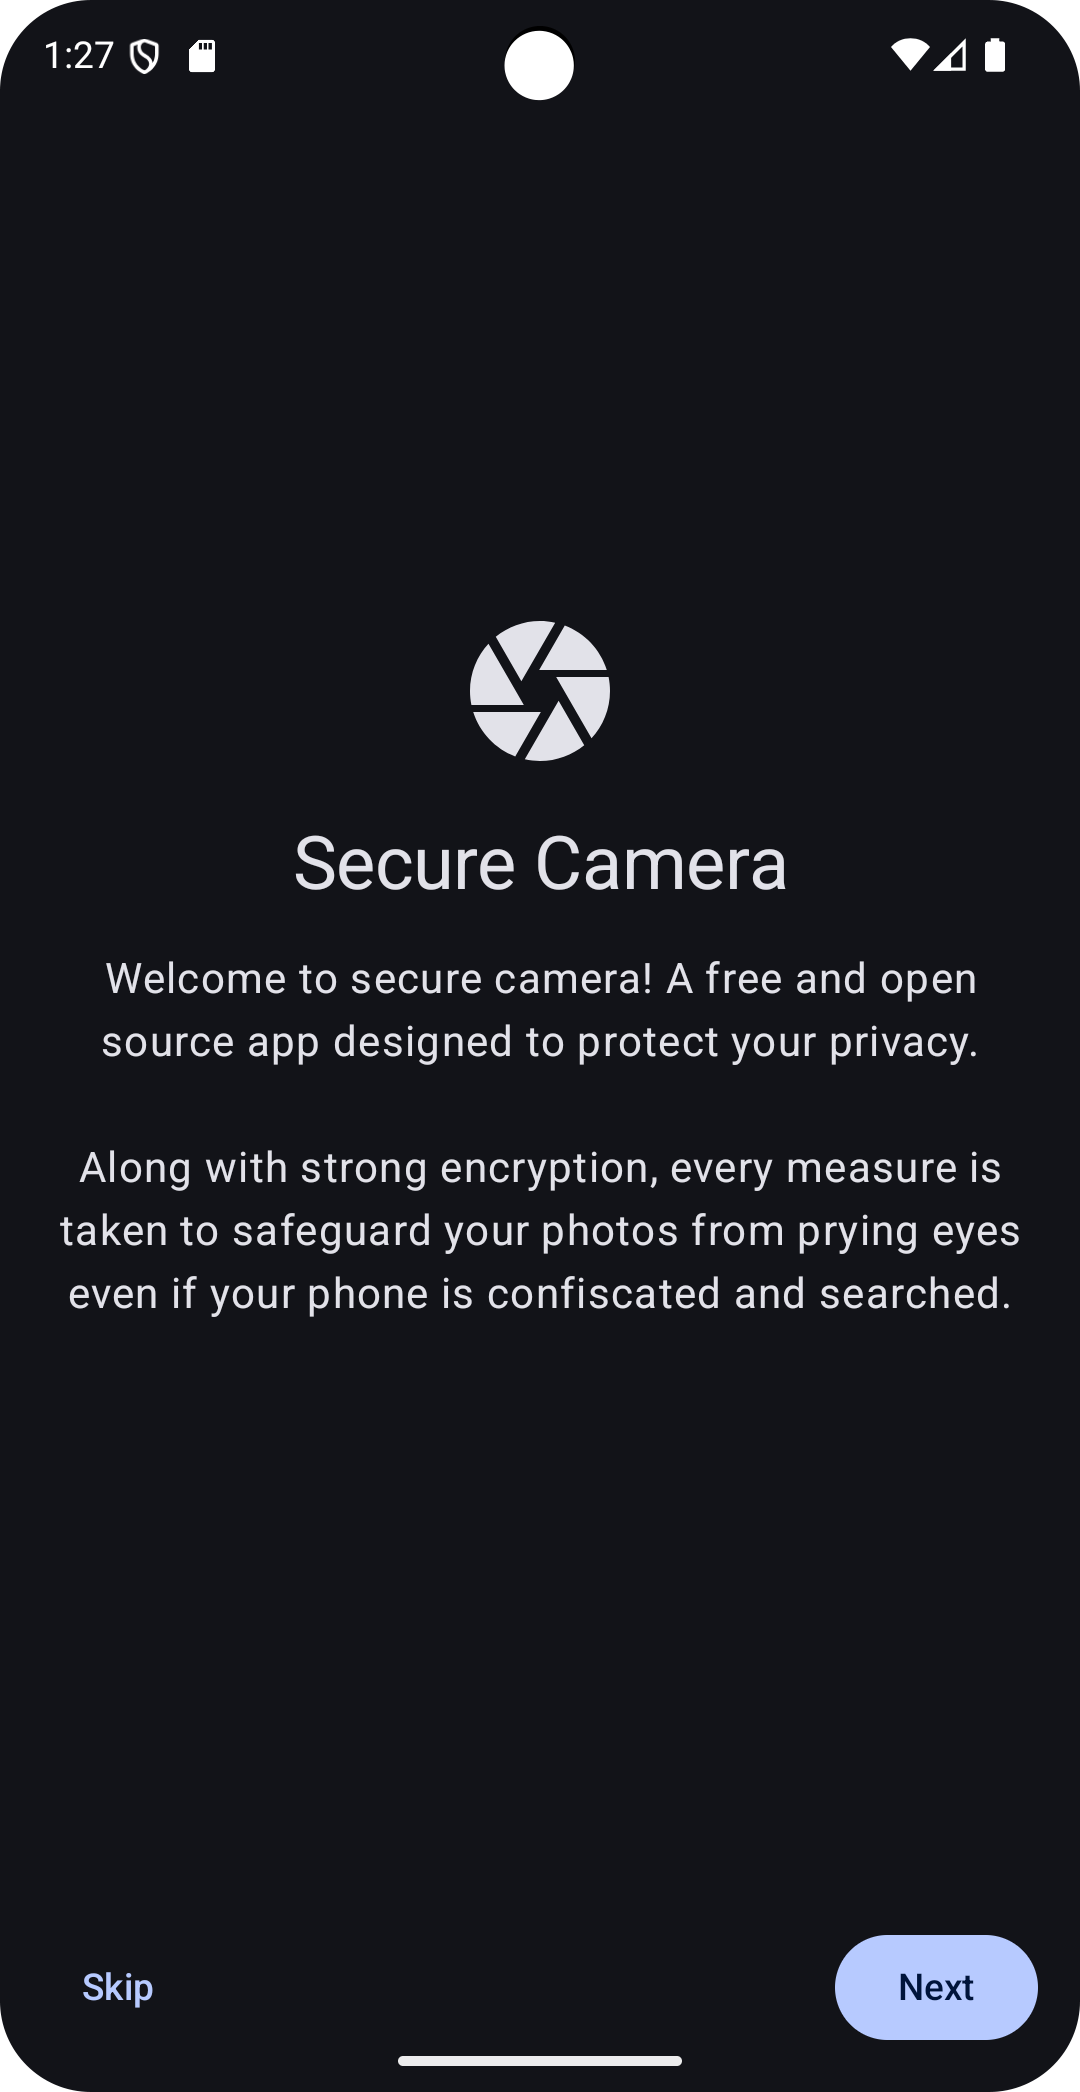 1:27
Secure Camera
Welcome to secure camera! A free and open
source app designed to protect your privacy.
Along with strong encryption, every measure is
taken to safeguard your photos from prying eyes
even if your phone is confiscated and searched.
Skip
Next